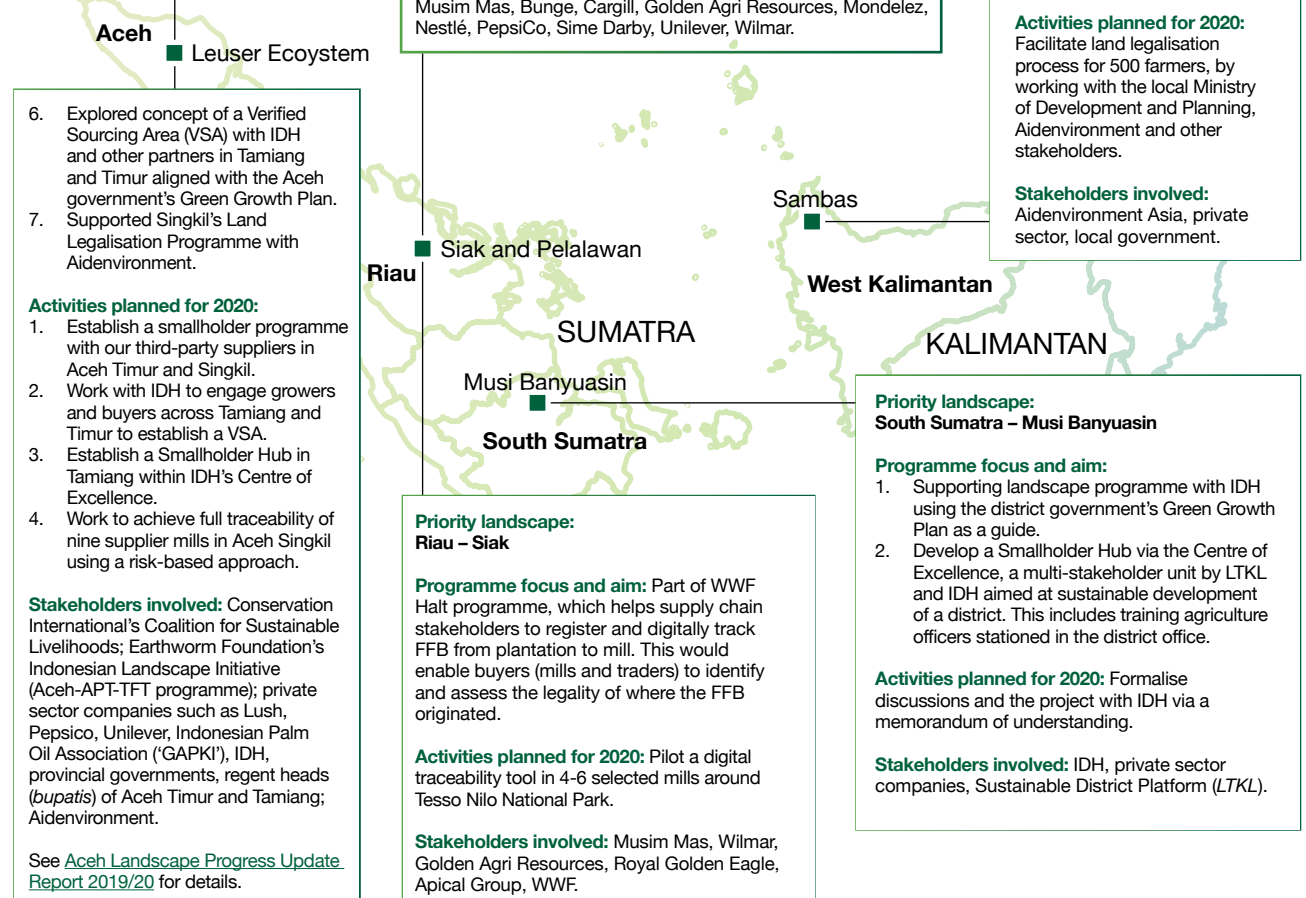 Musim Mas, Bunge, Cargill, Golden Agri Resources, Mondelez,
Nestlé, PepsiCo, Sime Darby, Unilever, Wilmar.
Aceh
Leuser Ecoystem
6. Explored concept of a Verified
Sourcing Area (VSA) with IDH
and other partners in Tamiang
and Timur aligned with the Aceh
government's Green Growth Plan.
7. Supported Singkil's Land
Legalisation Programme with
Aidenvironment.
Activities planned for 2020:
1. Establish a smallholder programme
with our third-party suppliers in
Aceh Timur and Singkil.
2. Work with IDH to engage growers
and buyers across Tamiang and
Timur to establish a VSA.
3. Establish a Smallholder Hub in
Tamiang within IDH's Centre of
Excellence.
4. Work to achieve full traceability of
nine supplier mills in Aceh Singkil
using a risk-based approach.
Stakeholders involved: Conservation
International's Coalition for Sustainable
Livelihoods; Earthworm Foundation's
Indonesian Landscape Initiative
(Aceh-APT-TFT programme); private
sector companies such as Lush,
Pepsico, Unilever, Indonesian Palm
Oil Association ('GAPKI'), IDH,
provincial governments, regent heads
(bupatis) of Aceh Timur and Tamiang;
Aidenvironment.
See Aceh Landscape Progress Update
Report 2019/20 for details.
Activities planned for 2020:
Facilitate land legalisation
process for 500 farmers, by
working with the local Ministry
of Development and Planning,
Aidenvironment and other
stakeholders.
Stakeholders involved:
Aidenvironment Asia, private
sector, local government.
Sambas
West Kalimantan
Siak and Pelalawan
Riau
SUMATRA
KALIMANTAN
Musi Banyuasin
South Sumatra
Priority landscape:
Riau – Siak
Programme focus and aim: Part of WWF
Halt programme, which helps supply chain
stakeholders to register and digitally track
FFB from plantation to mill. This would
enable buyers (mills and traders) to identify
and assess the legality of where the FFB
originated.
Activities planned for 2020: Pilot a digital
traceability tool in 4-6 selected mills around
Tesso Nilo National Park.
Stakeholders involved: Musim Mas, Wilmar,
Golden Agri Resources, Royal Golden Eagle,
Apical Group, WWF.
Priority landscape:
South Sumatra – Musi Banyuasin
Programme focus and aim:
1. Supporting landscape programme with IDH
using the district government's Green Growth
Plan as a guide.
2. Develop a Smallholder Hub via the Centre of
Excellence, a multi-stakeholder unit by LTKL
and IDH aimed at sustainable development
of a district. This includes training agriculture
officers stationed in the district office.
Activities planned for 2020: Formalise
discussions and the project with IDH via a
memorandum of understanding.
Stakeholders involved: IDH, private sector
companies, Sustainable District Platform (LTKL).